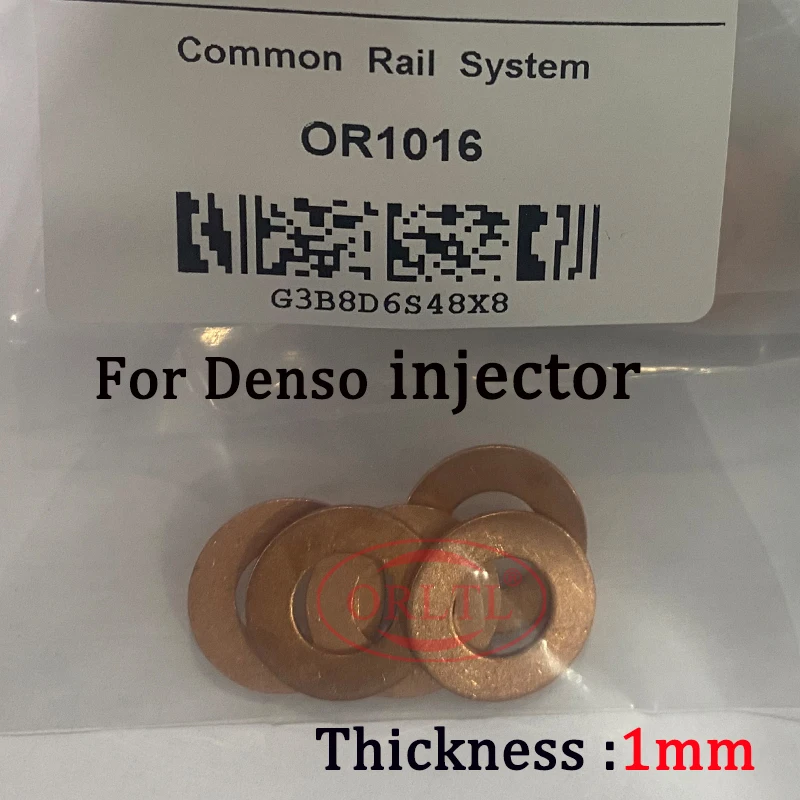 Common Rail System
OR1016
G3B8D6S48X8
For Denso injector
ORLTL®
Thickness :1mm